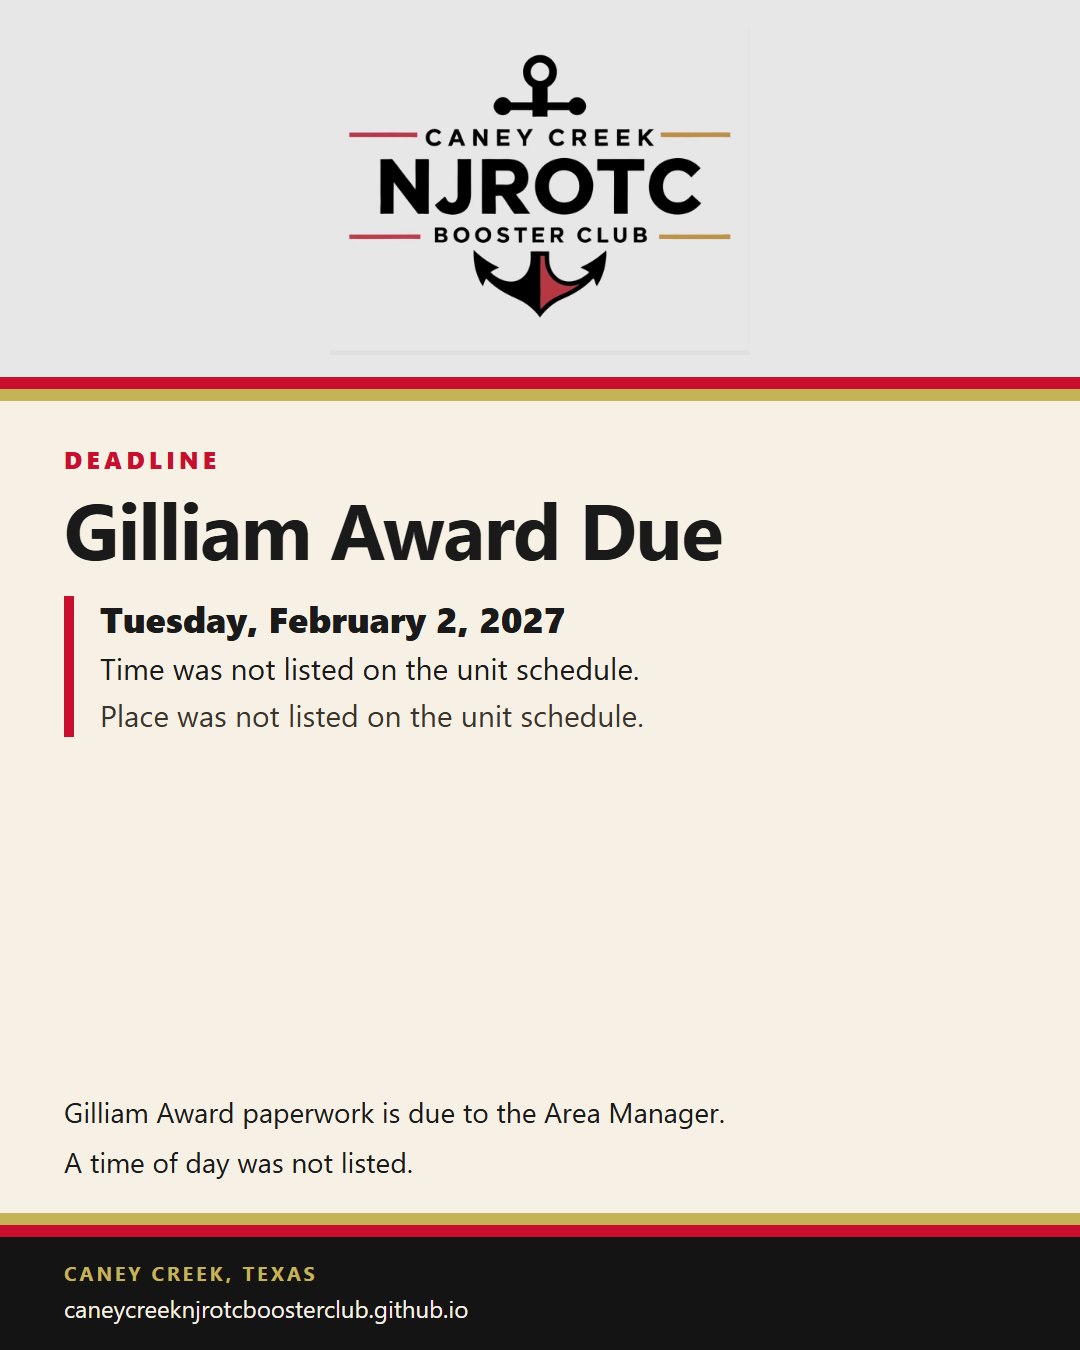 CANEY CREEK
NJROTC
BOOSTER CLUB
DEADLINE
Gilliam Award Due
Tuesday, February 2, 2027
Time was not listed on the unit schedule.
Place was not listed on the unit schedule.
Gilliam Award paperwork is due to the Area Manager.
A time of day was not listed.
CANEY CREEK, TEXAS
caneycreeknjrotcboosterclub.github.io